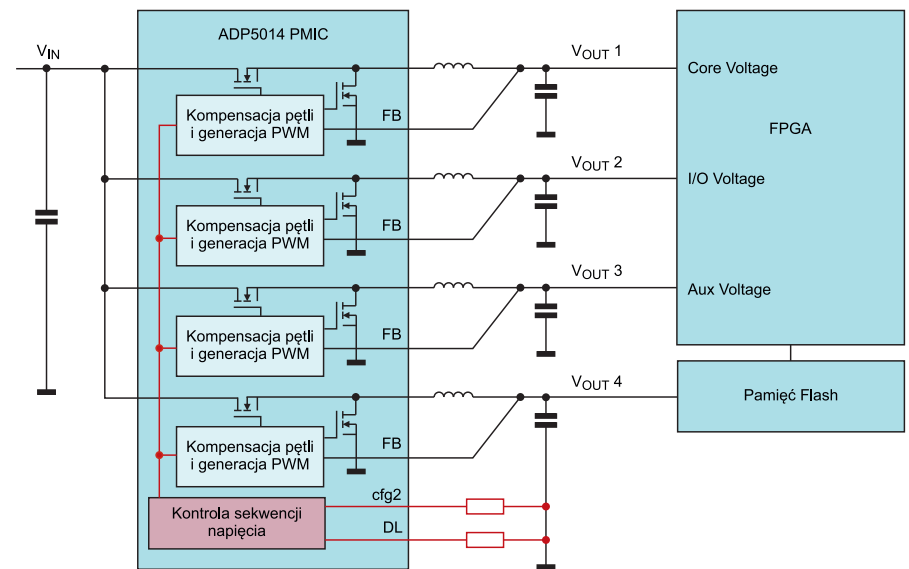 ADP5014 PMIC
VIN
VOUT 1
Core Voltage
Kompensacja pętli
i generacja PWM
FB
FPGA
VOUT 2
I/O Voltage
Kompensacja pętli
i generacja PWM
FB
VOUT 3
Aux Voltage
Kompensacja pętli
i generacja PWM
FB
VOUT 4
Pamięć Flash
Kompensacja pętli
i generacja PWM
FB
cfg2
Kontrola sekwencji
napięcia
DL